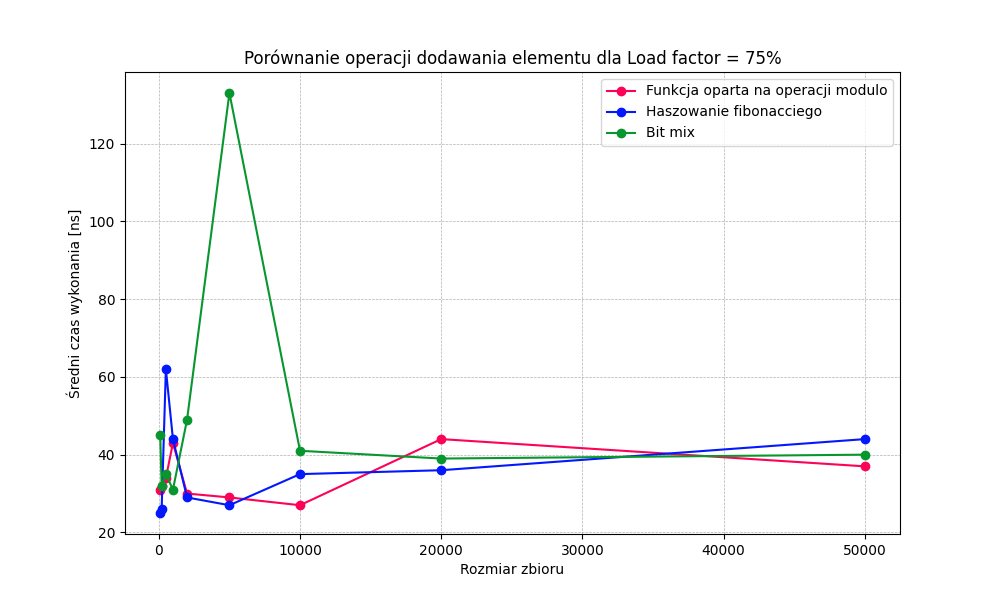 Porównanie operacji dodawania elementu dla Load factor = 75%
Funkcja oparta na operacji modulo
Haszowanie fibonacciego
Bit mix
Średni czas wykonania [ns]
120
100
80
60
40
20
0 10000 20000 30000 40000 50000
Rozmiar zbioru